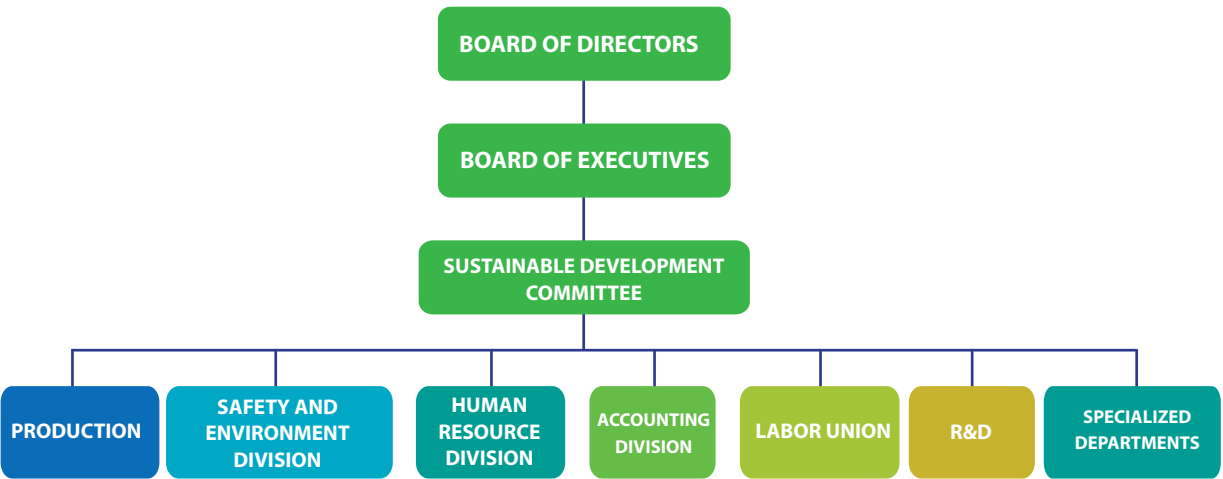 BOARD OF DIRECTORS
BOARD OF EXECUTIVES
SUSTAINABLE DEVELOPMENT
COMMITTEE
PRODUCTION
SAFETY AND
ENVIRONMENT
DIVISION
HUMAN
RESOURCE
DIVISION
ACCOUNTING
DIVISION
LABOR UNION
R&D
SPECIALIZED
DEPARTMENTS